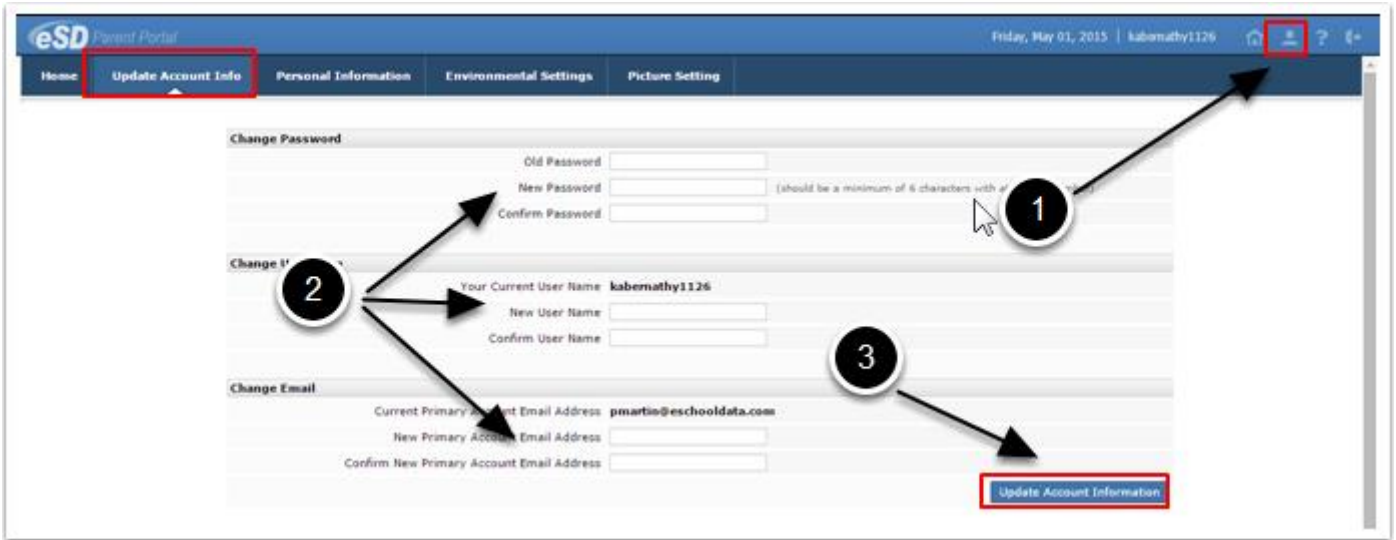 eSD Parent Portal
Friday, May 01, 2015 | kabernathy1126 ?
Home Update Account Info Personal Information Environmental Settings Picture Setting
Change Password
Old Password
New Password (should be a minimum of 6 characters with
Confirm Password
1
Change
2
Your Current User Name kabernathy1126
New User Name
Confirm User Name
3
Change Email
Current Primary Account Email Address pmartin@eschooldata.com
New Primary Account Email Address
Confirm New Primary Account Email Address
Update Account Information